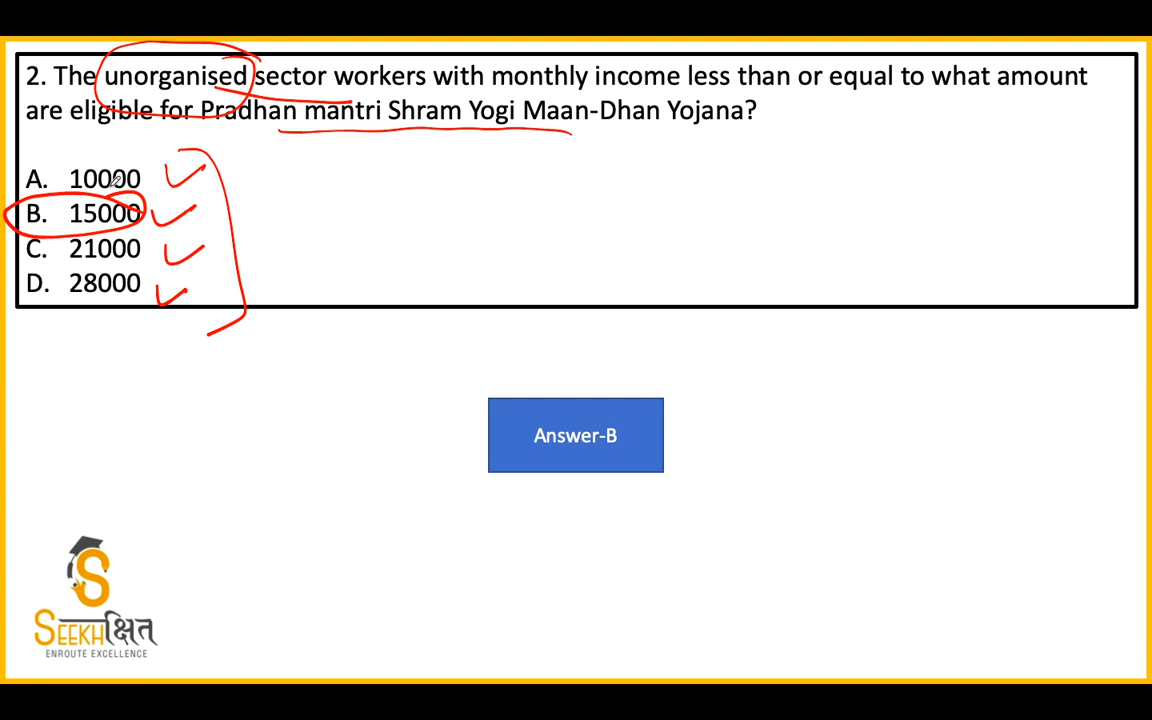 2. The unorganised sector workers with monthly income less than or equal to what amount
are eligible for Pradhan mantri Shram Yogi Maan-Dhan Yojana?
A. 10000
B. 15000
C. 21000
D. 28000
Answer-B
SEEKHक्षित
ENROUTE EXCELLENCE